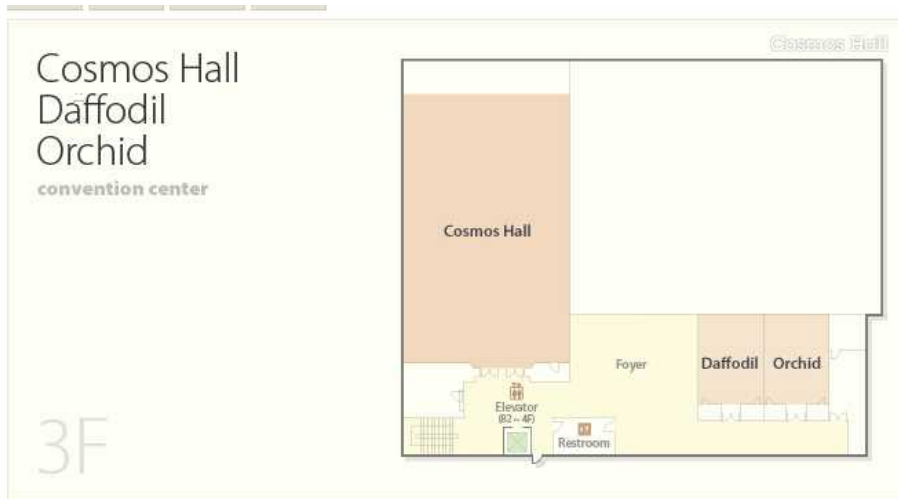 Cosmos Hall
Cosmos Hall
Daffodil
Orchid
convention center
Cosmos Hall
Foyer
Daffodil
Orchid
Elevator
(B2 ~ 4F)
Restroom
3F